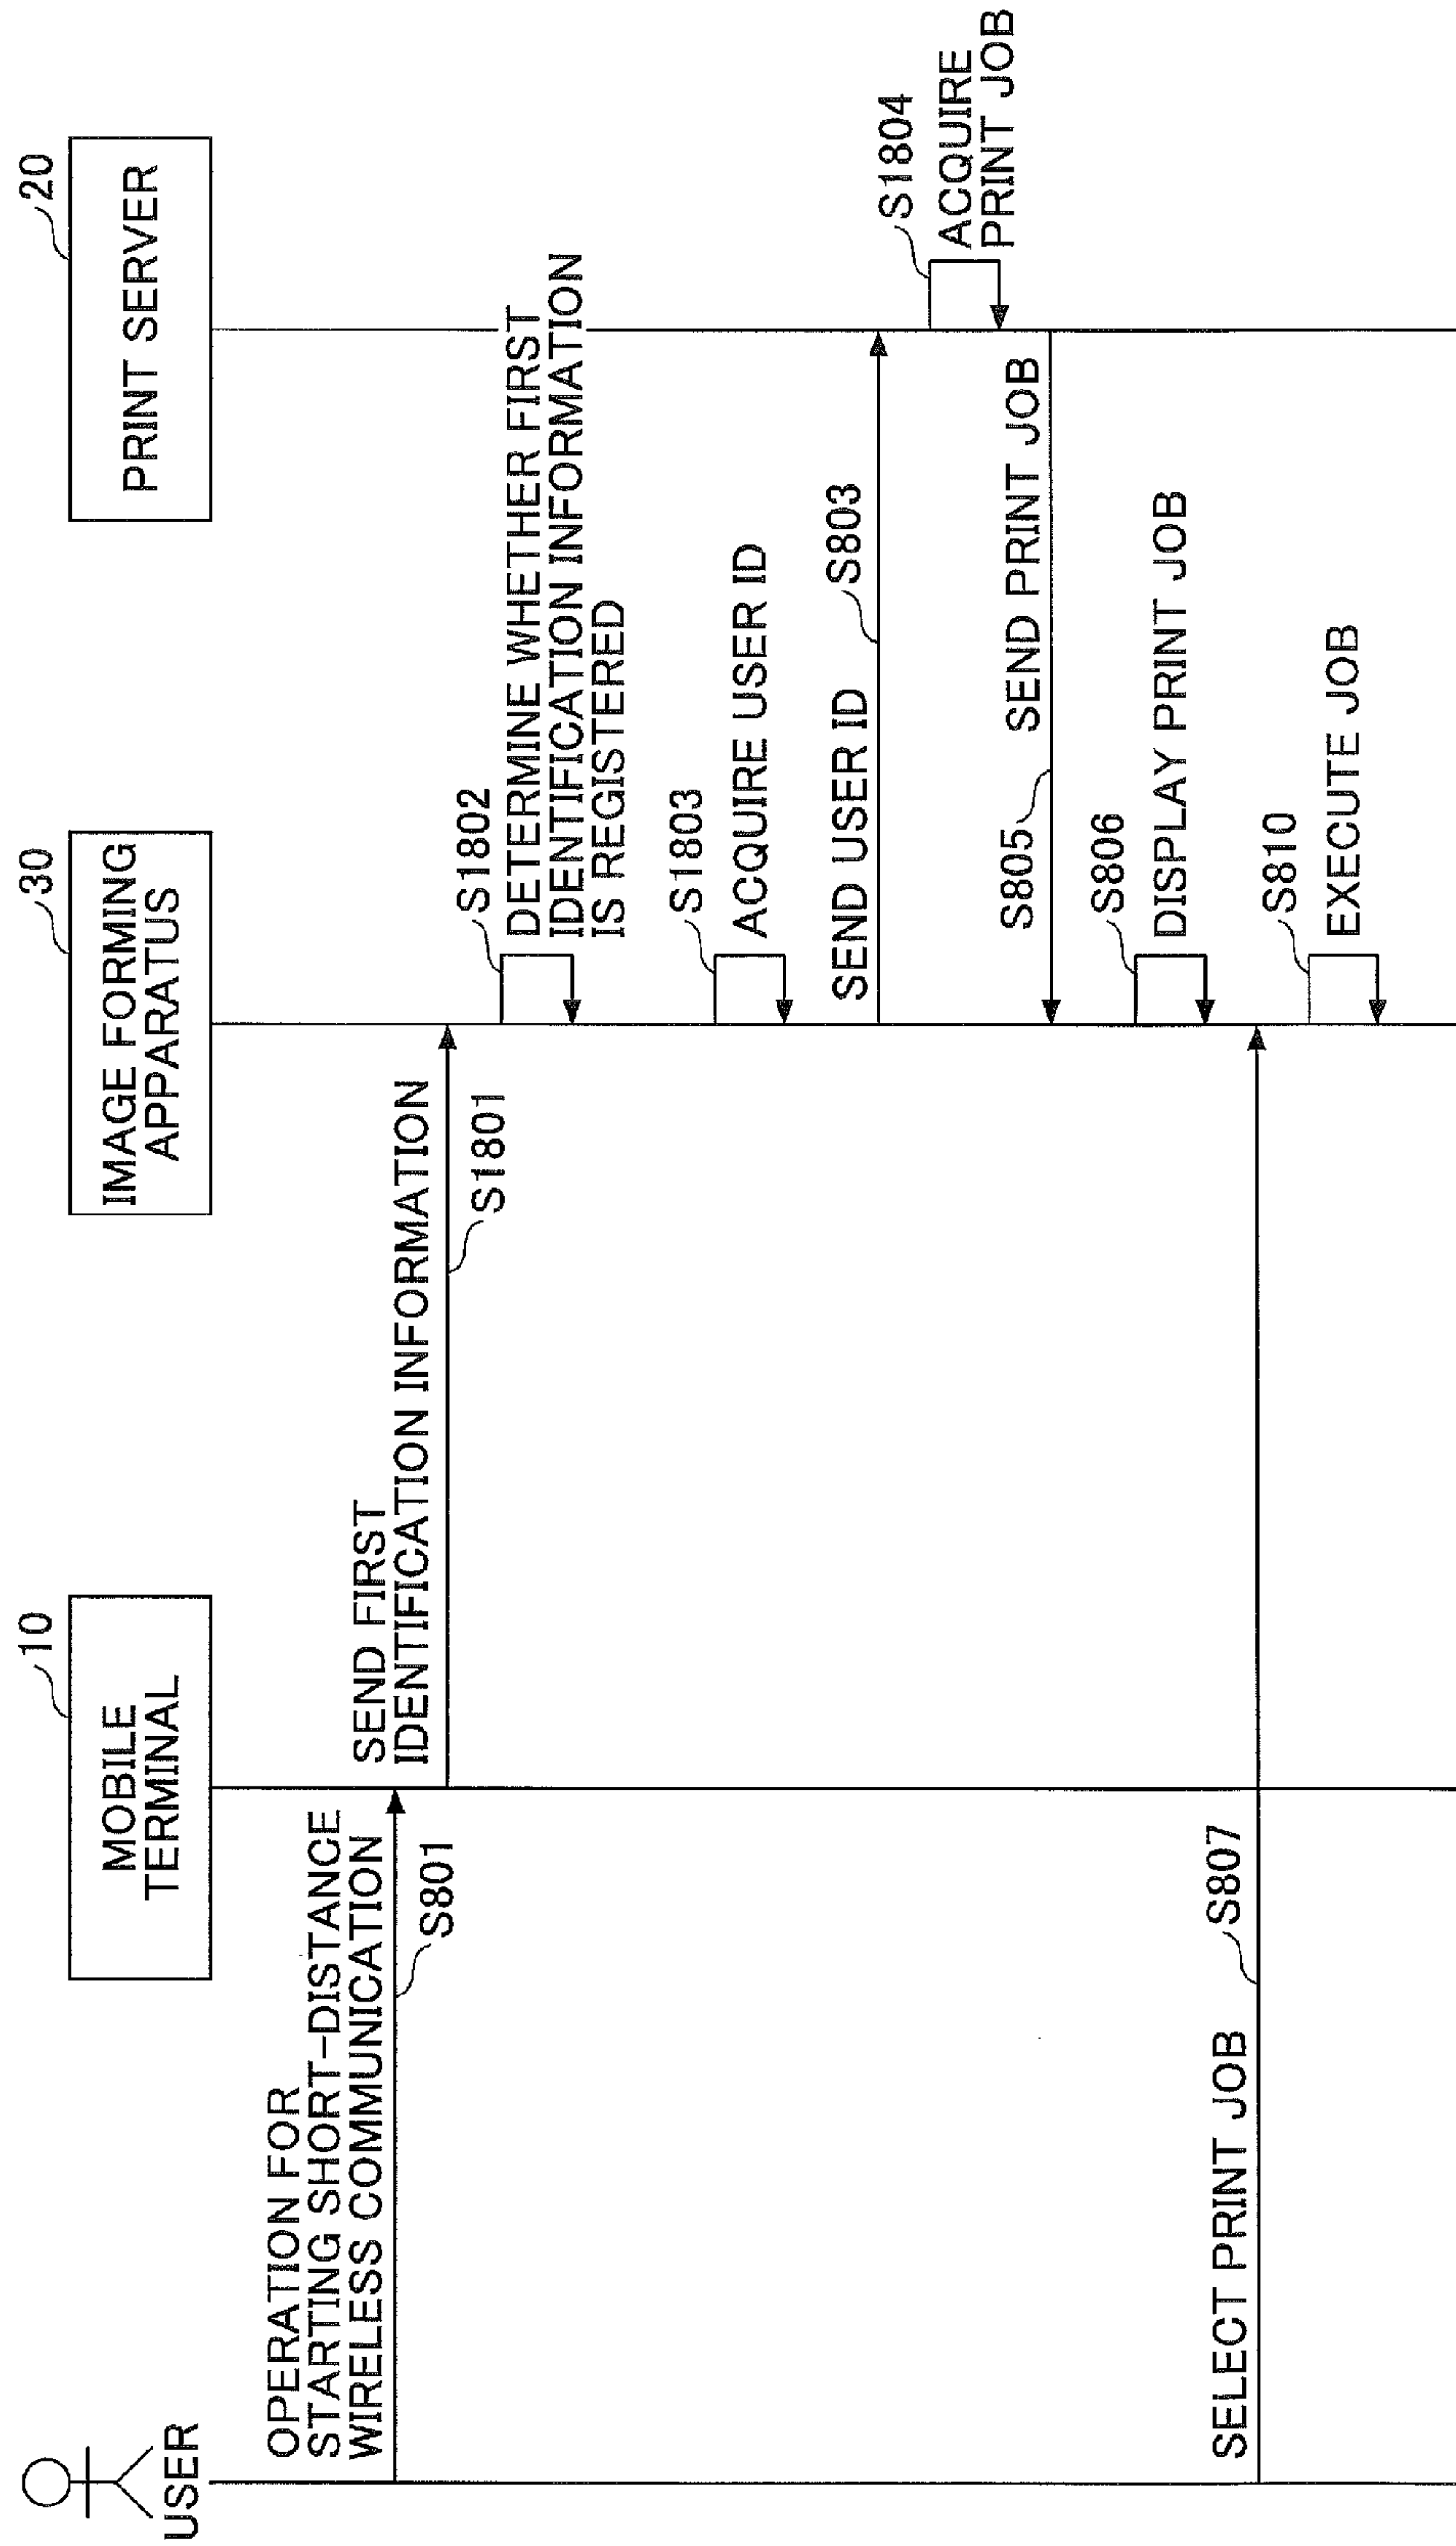 USER
10
MOBILE
TERMINAL
30
IMAGE FORMING
APPARATUS
20
PRINT SERVER
OPERATION FOR
STARTING SHORT-DISTANCE
WIRELESS COMMUNICATION
S801
SEND FIRST
IDENTIFICATION INFORMATION
S1801
S1802
DETERMINE WHETHER FIRST
IDENTIFICATION INFORMATION
IS REGISTERED
S1803
ACQUIRE USER ID
SEND USER ID
S803
S1804
ACQUIRE
PRINT JOB
S805
SEND PRINT JOB
S806
DISPLAY PRINT JOB
SELECT PRINT JOB
S807
S810
EXECUTE JOB